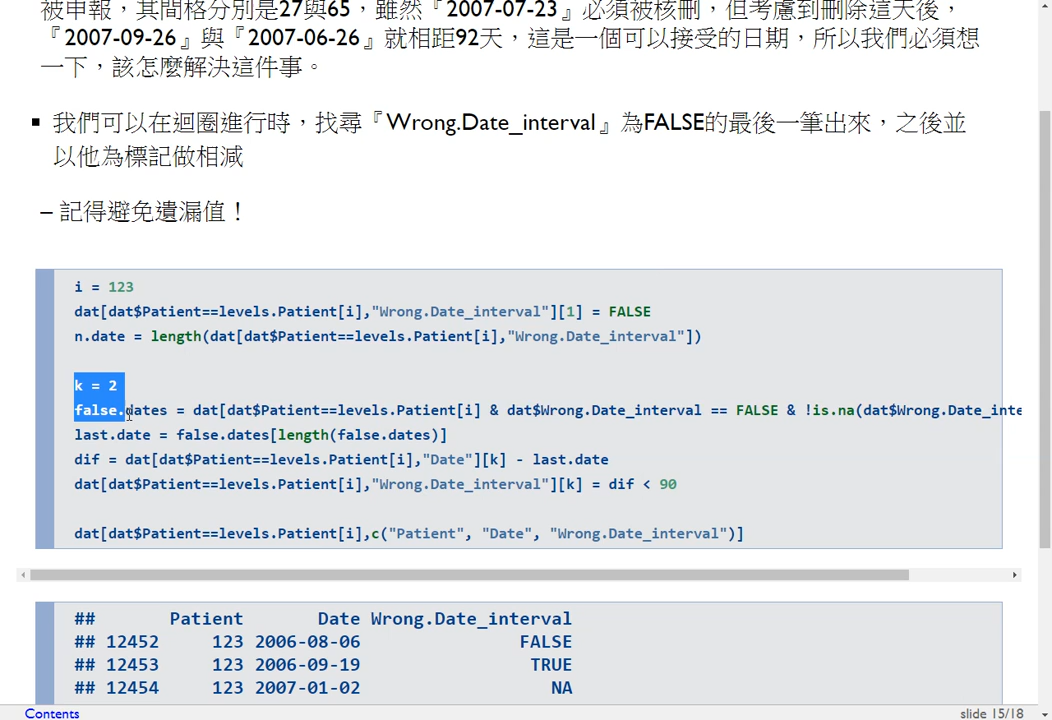 被申報，其間格分別是27與65，雖然『2007-07-23』必須被核刪，但考慮到刪除這天後，
『2007-09-26』與『2007-06-26』就相距92天，這是一個可以接受的日期，所以我們必須想
一下，該怎麼解決這件事。
▪ 我們可以在迴圈進行時，找尋『Wrong.Date_interval』為FALSE的最後一筆出來，之後並
以他為標記做相減
– 記得避免遺漏值！
i = 123
dat[dat$Patient==levels.Patient[i],"Wrong.Date_interval"][1] = FALSE
n.date = length(dat[dat$Patient==levels.Patient[i],"Wrong.Date_interval"])
k = 2
false.dates = dat[dat$Patient==levels.Patient[i] & dat$Wrong.Date_interval == FALSE & !is.na(dat$Wrong.Date_inte
last.date = false.dates[length(false.dates)]
dif = dat[dat$Patient==levels.Patient[i],"Date"][k] - last.date
dat[dat$Patient==levels.Patient[i],"Wrong.Date_interval"][k] = dif < 90
dat[dat$Patient==levels.Patient[i],c("Patient", "Date", "Wrong.Date_interval")]
## Patient Date Wrong.Date_interval
## 12452 123 2006-08-06 FALSE
## 12453 123 2006-09-19 TRUE
## 12454 123 2007-01-02 NA
Contents slide 15/18